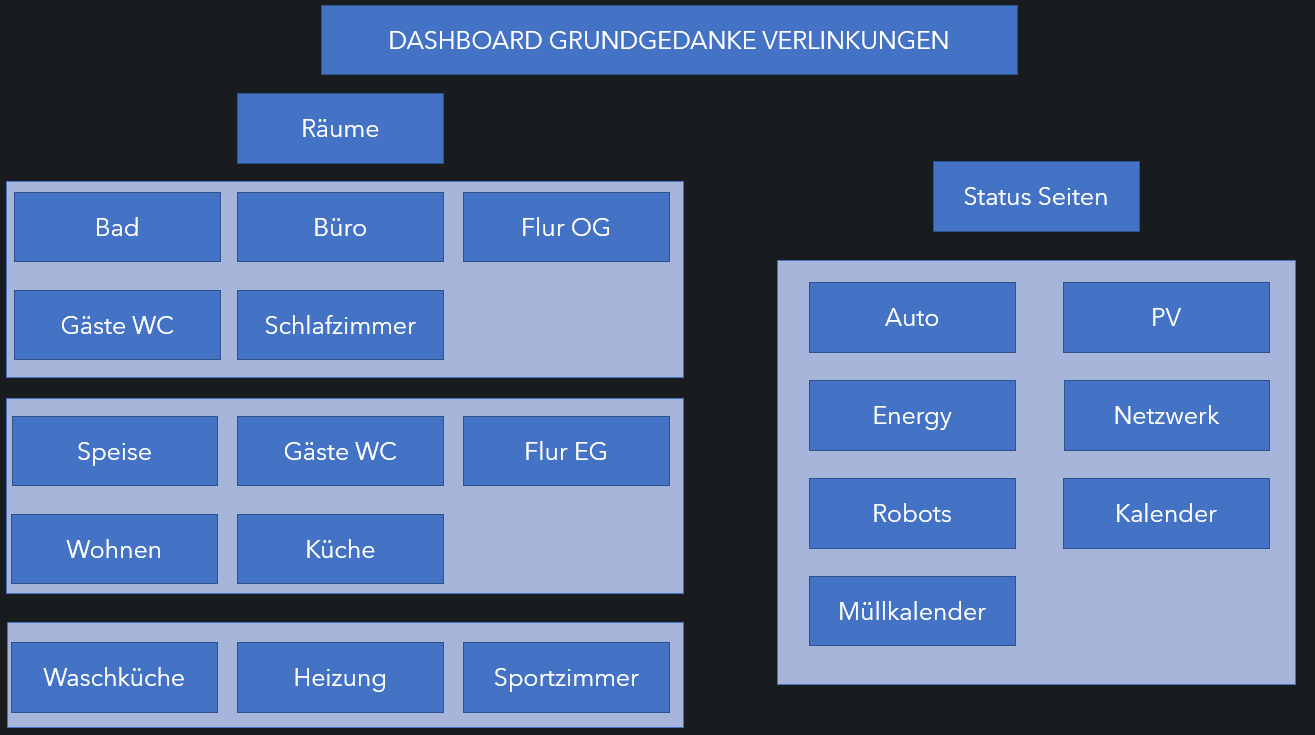 DASHBOARD GRUNDGEDANKE VERLINKUNGEN
Räume
Bad
Büro
Flur OG
Gäste WC
Schlafzimmer
Speise
Gäste WC
Flur EG
Wohnen
Küche
Waschküche
Heizung
Sportzimmer
Status Seiten
Auto
PV
Energy
Netzwerk
Robots
Kalender
Müllkalender